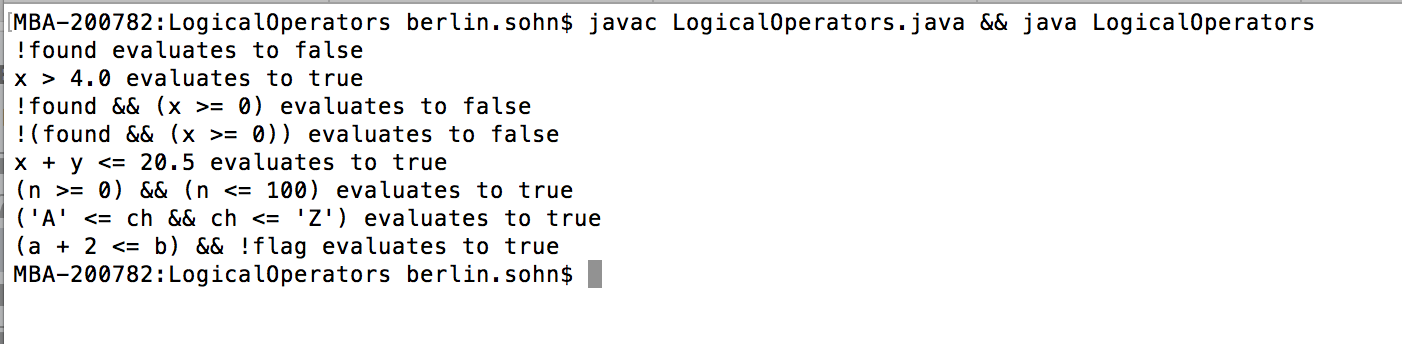 [MBA-200782:LogicalOperators berlin.sohn$ javac LogicalOperators.java && java LogicalOperators
!found evaluates to false
x > 4.0 evaluates to true
!found && (x >= 0) evaluates to false
!(found && (x >= 0)) evaluates to false
x + y <= 20.5 evaluates to true
(n >= 0) && (n <= 100) evaluates to true
('A' <= ch && ch <= 'Z') evaluates to true
(a + 2 <= b) && !flag evaluates to true
MBA-200782:LogicalOperators berlin.sohn$